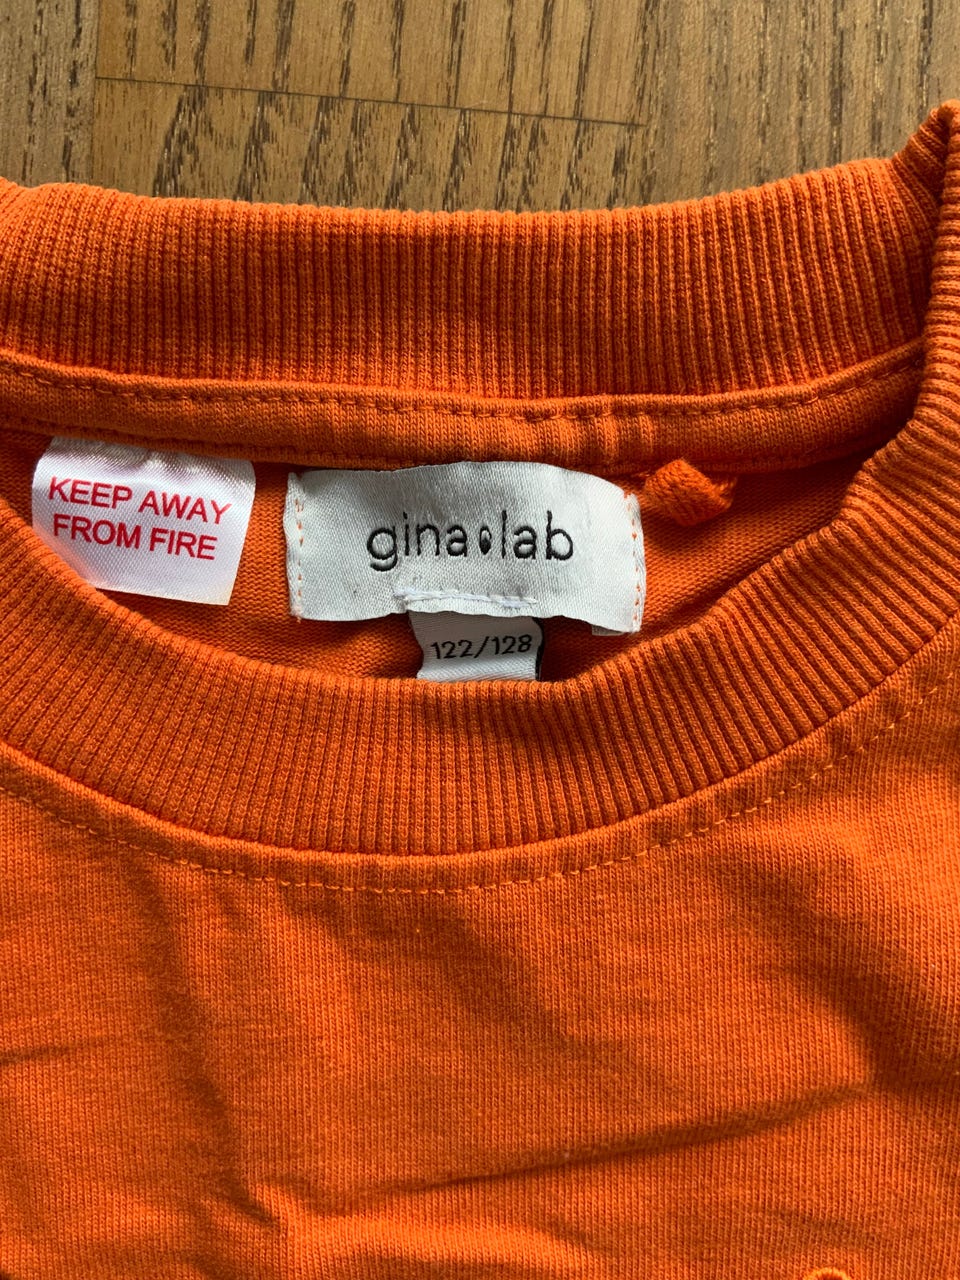 KEEP AWAY
FROM FIRE
gina lab
122/128